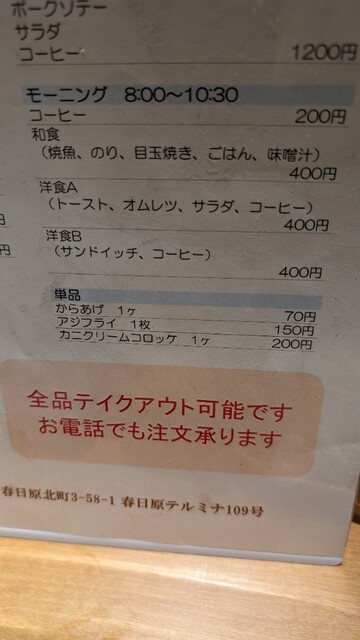 ポークソテー
サラダ
コーヒー 1200円
モーニング 8:00～10:30
コーヒー 200円
和食
（焼魚、のり、目玉焼き、ごはん、味噌汁）
400円
洋食A
（トースト、オムレツ、サラダ、コーヒー）
400円
洋食B
（サンドイッチ、コーヒー）
400円
単品
からあげ 1ヶ 70円
アジフライ 1枚 150円
カニクリームコロッケ 1ヶ 200円
全品テイクアウト可能です
お電話でも注文承ります
春日原北町3-58-1 春日原テルミナ109号
円
円